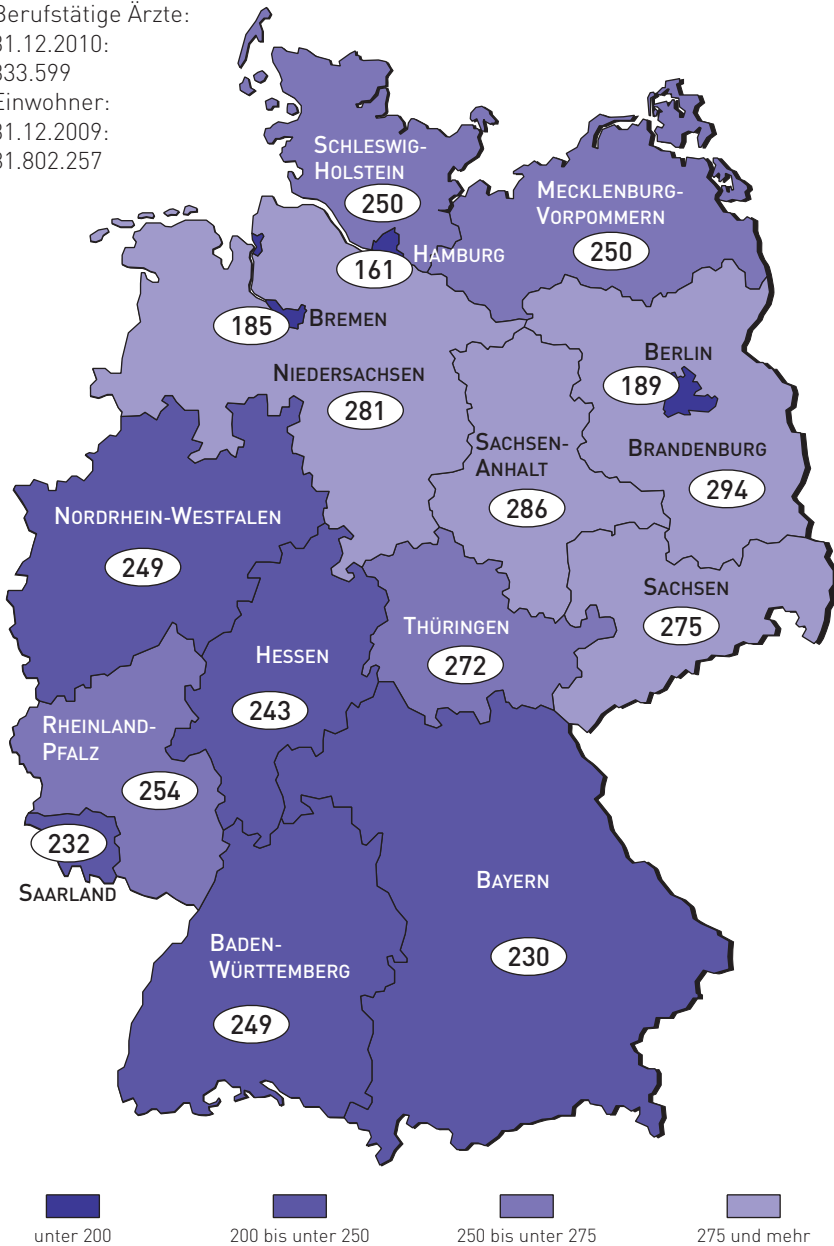 Berufstätige Ärzte:
31.12.2010:
333.599
Einwohner:
31.12.2009:
81.802.257
SCHLESWIG-
HOLSTEIN
250
MECKLENBURG-
VORPOMMERN
250
HAMBURG
161
BREMEN
185
NIEDERSACHSEN
281
BERLIN
189
BRANDENBURG
294
SACHSEN-
ANHALT
286
NORDRHEIN-WESTFALEN
249
SACHSEN
275
THÜRINGEN
272
HESSEN
243
RHEINLAND-
PFALZ
254
232
SAARLAND
BAYERN
230
BADEN-
WÜRTTEMBERG
249
unter 200
200 bis unter 250
250 bis unter 275
275 und mehr